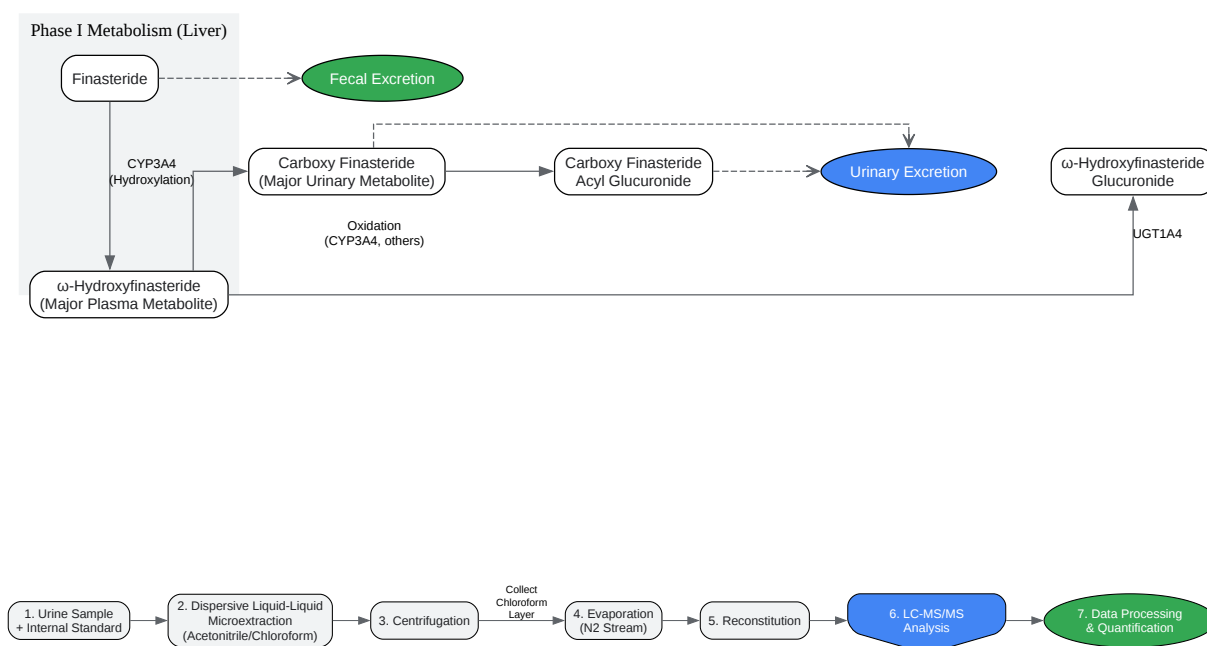 Phase I Metabolism (Liver)
Finasteride
Fecal Excretion
CYP3A4
(Hydroxylation)
Carboxy Finasteride
(Major Urinary Metabolite)
Carboxy Finasteride
Acyl Glucuronide
Urinary Excretion
ω-Hydroxyfinasteride
Glucuronide
Oxidation
(CYP3A4, others)
UGT1A4
ω-Hydroxyfinasteride
(Major Plasma Metabolite)
1. Urine Sample
+ Internal Standard
2. Dispersive Liquid-Liquid
Microextraction
(Acetonitrile/Chloroform)
3. Centrifugation
Collect
Chloroform
Layer
4. Evaporation
(N2 Stream)
5. Reconstitution
6. LC-MS/MS
Analysis
7. Data Processing
& Quantification